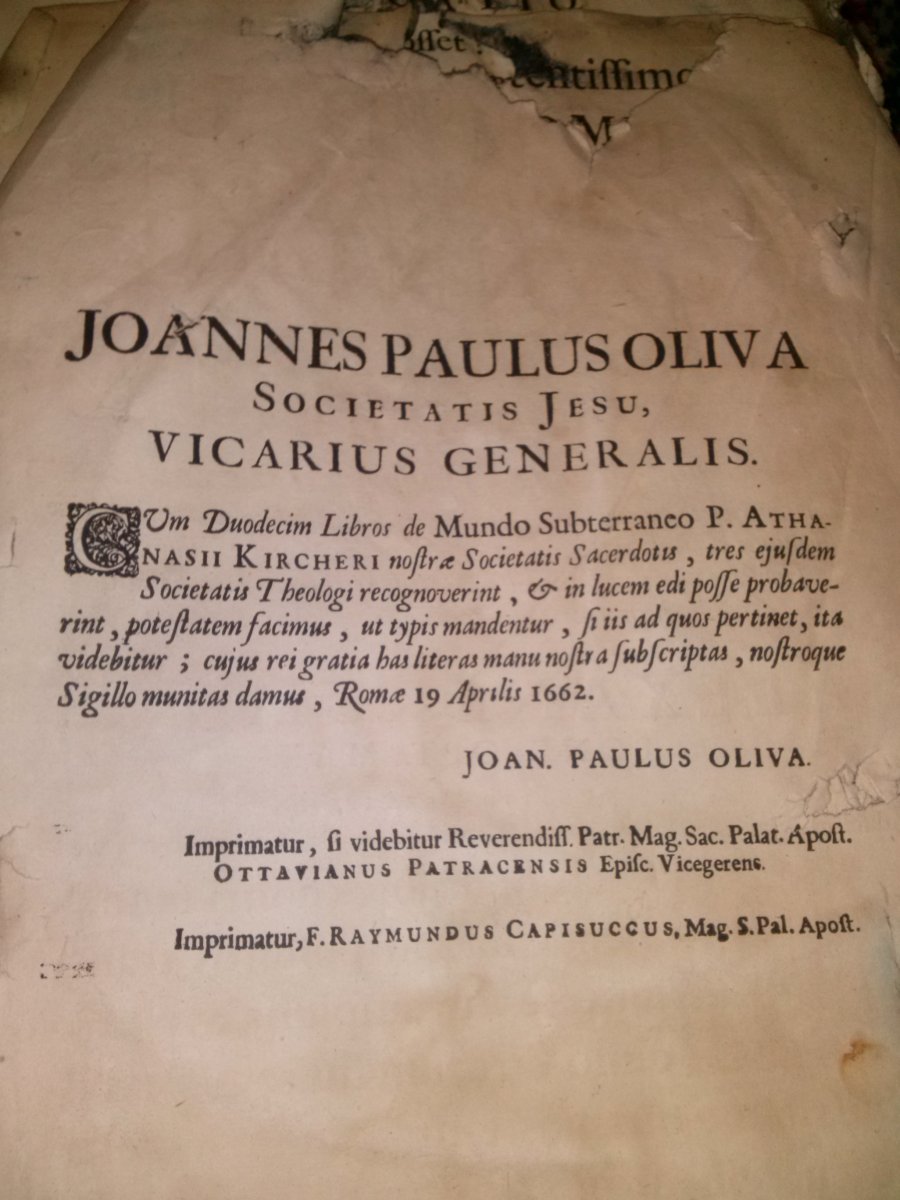 osset.
entissimo
M
JOANNES PAULUS OLIVA
SOCIETATIS JESU,
VICARIUS GENERALIS.
CUm Duodecim Libros de Mundo Subterraneo P. ATHA-
NASII KIRCHERI noſtræ Societatis Sacerdotis, tres ejuſdem
Societatis Theologi recognoverint, & in lucem edi poſſe probave-
rint, poteſtatem facimus, ut typis mandentur, ſi iis ad quos pertinet, ita
videbitur; cujus rei gratia has literas manu noſtra ſubſcriptas, noſtroque
Sigillo munitas damus, Romæ 19 Aprilis 1662.
JOAN. PAULUS OLIVA.
Imprimatur, ſi videbitur Reverendiſſ. Patr. Mag. Sac. Palat. Apoſt.
OTTAVIANUS PATRACENSIS Epiſc. Vicegerens.
Imprimatur, F. RAYMUNDUS CAPISUCCUS, Mag. S. Pal. Apoſt.